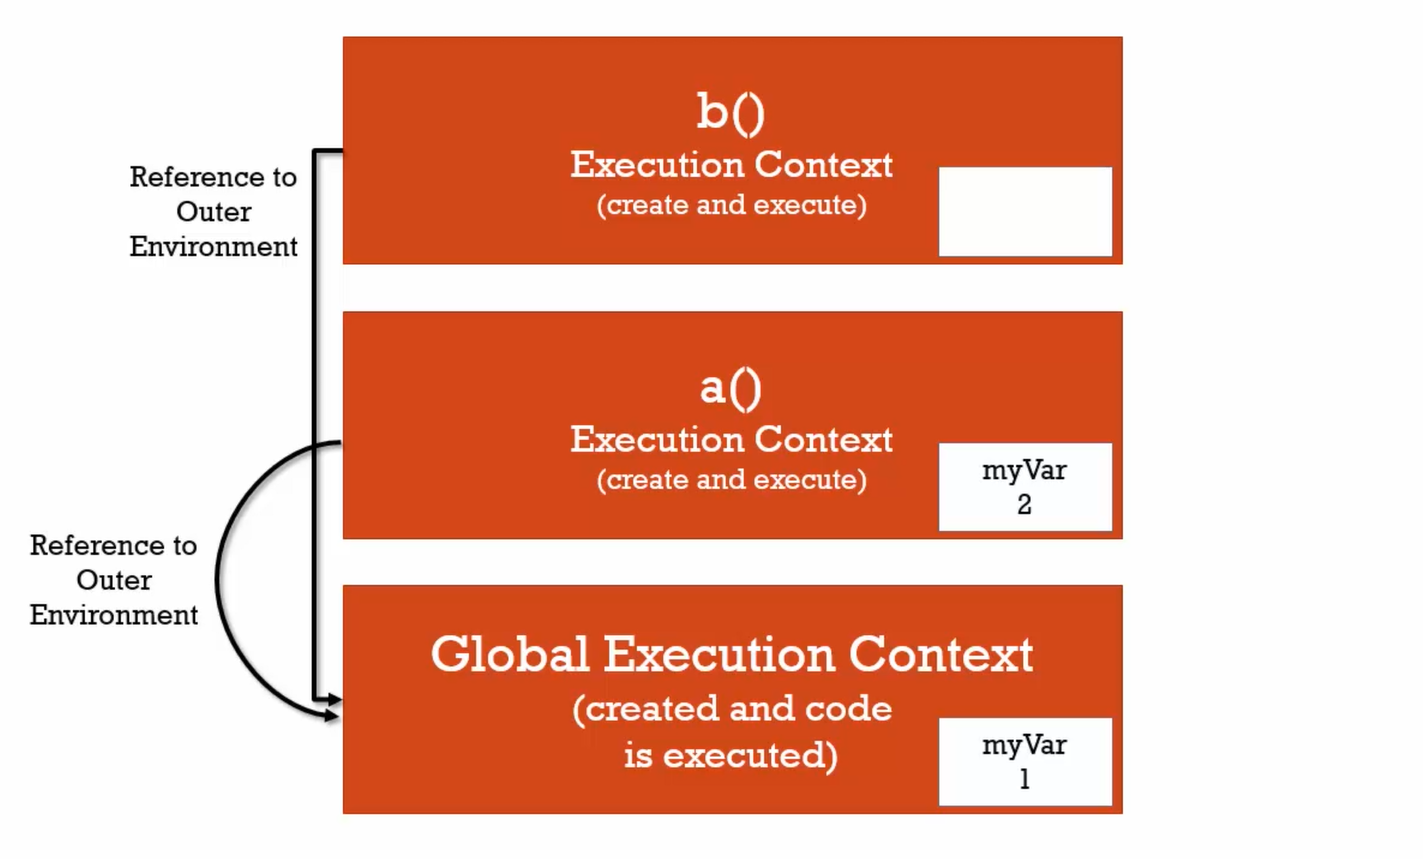 b()
Execution Context
(create and execute)
Reference to
Outer
Environment
a()
Execution Context
(create and execute)
myVar
2
Reference to
Outer
Environment
Global Execution Context
(created and code
is executed)
myVar
1